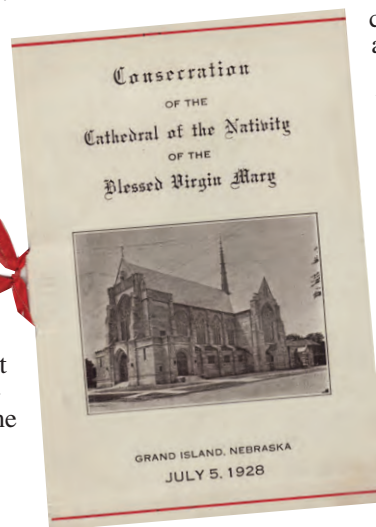 Consecration
OF THE
Cathedral of the Nativity
OF THE
Blessed Virgin Mary
GRAND ISLAND, NEBRASKA
JULY 5, 1928